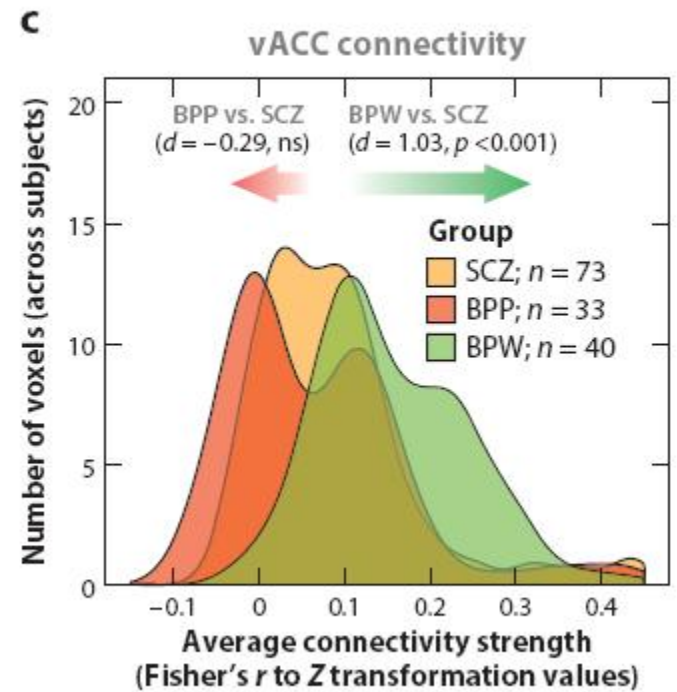 c
vACC connectivity
Number of voxels (across subjects)
20
15
10
5
0
BPP vs. SCZ
(d = −0.29, ns)
BPW vs. SCZ
(d = 1.03, p <0.001)
Group
SCZ; n = 73
BPP; n = 33
BPW; n = 40
−0.1 0 0.1 0.2 0.3 0.4
Average connectivity strength
(Fisher's r to Z transformation values)